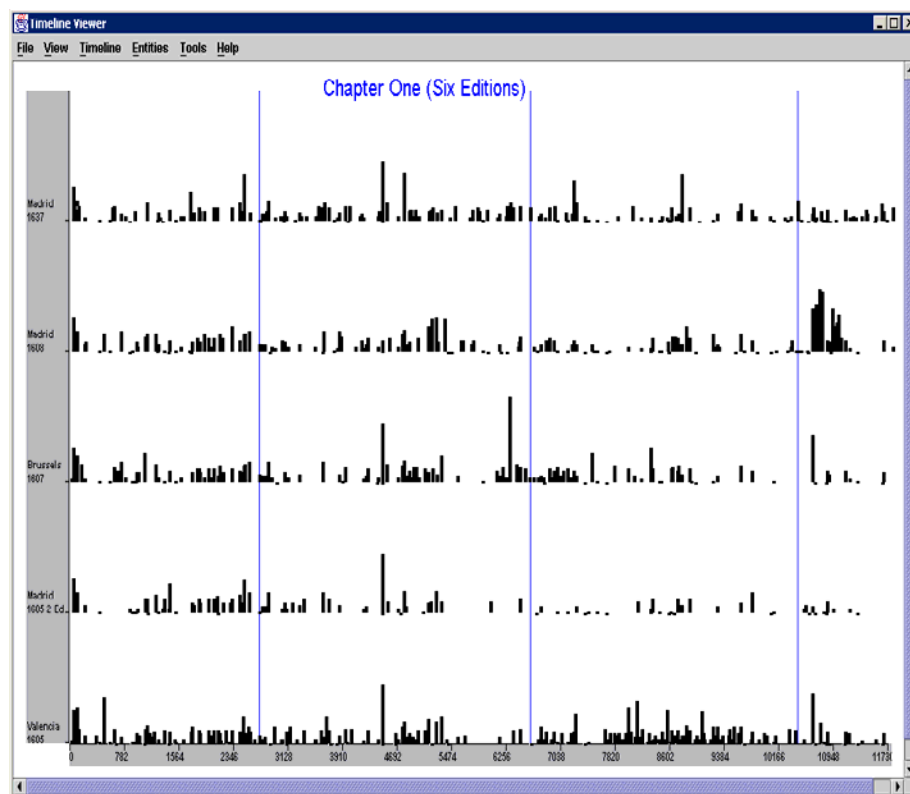 Timeline Viewer
File View Timeline Entities Tools Help
Chapter One (Six Editions)
Madrid
1637
Madrid
1608
Brussels
1607
Madrid
1605 2 Ed.
Valencia
1605
0 782 1564 2346 3128 3910 4692 5474 6256 7038 7820 8602 9384 10166 10948 11730